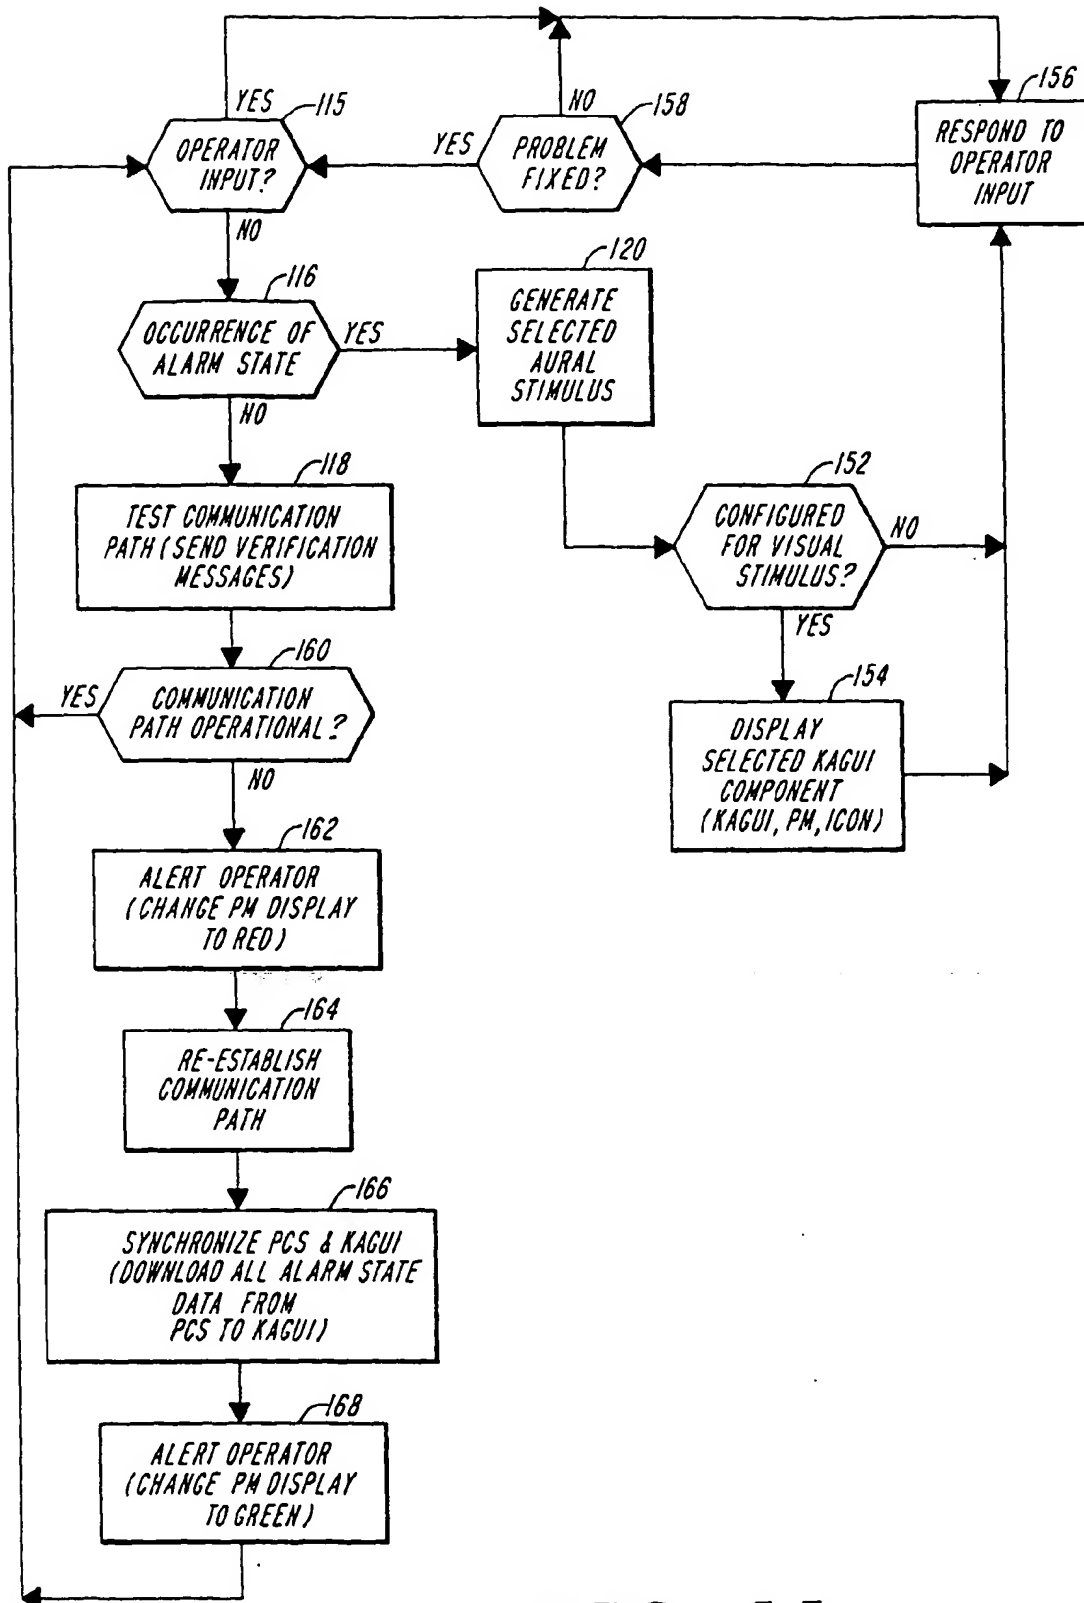 YES
115
OPERATOR
INPUT?
NO
YES
NO
158
PROBLEM
FIXED?
156
RESPOND TO
OPERATOR
INPUT
116
OCCURRENCE OF
ALARM STATE
YES
NO
120
GENERATE
SELECTED
AURAL
STIMULUS
118
TEST COMMUNICATION
PATH (SEND VERIFICATION
MESSAGES)
152
CONFIGURED
FOR VISUAL
STIMULUS?
NO
YES
160
COMMUNICATION
PATH OPERATIONAL?
YES
NO
154
DISPLAY
SELECTED KAGUI
COMPONENT
(KAGUI, PM, ICON)
162
ALERT OPERATOR
(CHANGE PM DISPLAY
TO RED)
164
RE-ESTABLISH
COMMUNICATION
PATH
166
SYNCHRONIZE PCS & KAGUI
(DOWNLOAD ALL ALARM STATE
DATA FROM
PCS TO KAGUI)
168
ALERT OPERATOR
(CHANGE PM DISPLAY
TO GREEN)